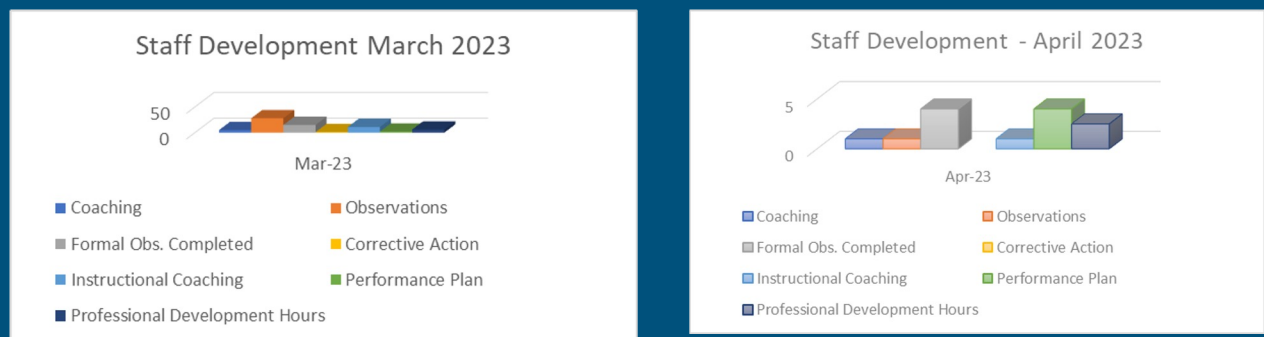 Staff Development March 2023
50
0
Mar-23
Coaching Observations
Formal Obs. Completed Corrective Action
Instructional Coaching Performance Plan
Professional Development Hours
Staff Development - April 2023
5
0
Apr-23
Coaching Observations
Formal Obs. Completed Corrective Action
Instructional Coaching Performance Plan
Professional Development Hours